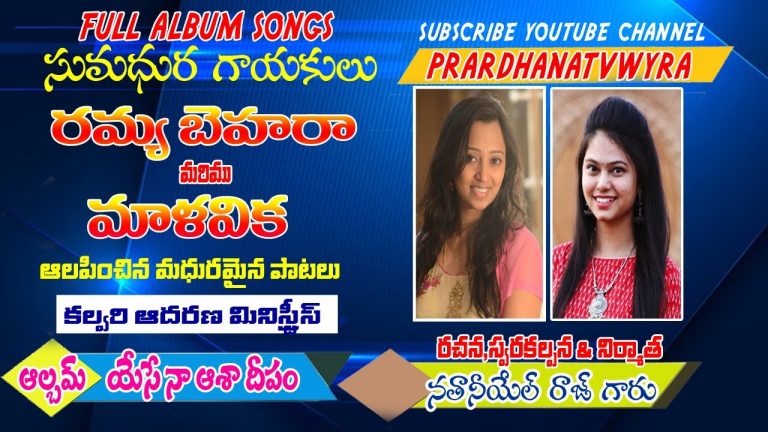 FULL ALBUM SONGS
సుమధుర గాయకులు
రమ్య బెహరా
మరియు
మాళవిక
ఆలపించిన మధురమైన పాటలు
కల్వరి ఆదరణ మినిస్ట్రీస్
ఆల్బమ్ యేసేనా ఆశాదీపం
SUBSCRIBE YOUTUBE CHANNEL
PRARDHANATVWYRA
రచన,స్వరకల్పన & నిర్మాత
నతానీయేల్ రాజ్ గారు